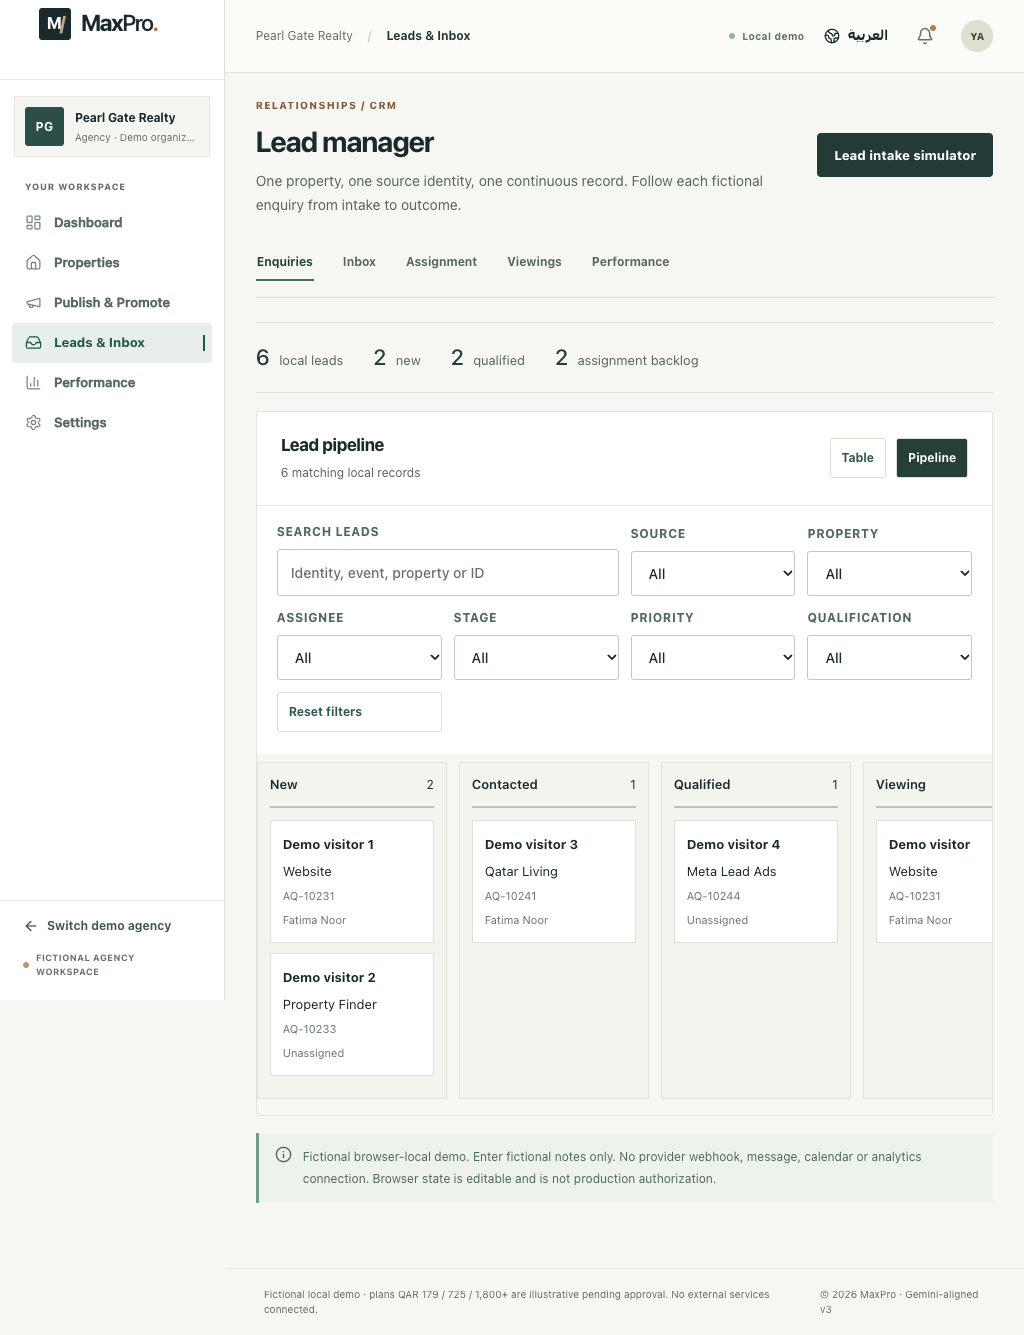 M/ MaxPro.
Pearl Gate Realty / Leads & Inbox
Local demo
العربية
YA
PG
Pearl Gate Realty
Agency · Demo organiz...
YOUR WORKSPACE
Dashboard
Properties
Publish & Promote
Leads & Inbox
Performance
Settings
Switch demo agency
FICTIONAL AGENCY
WORKSPACE
RELATIONSHIPS / CRM
Lead manager
One property, one source identity, one continuous record. Follow each fictional
enquiry from intake to outcome.
Lead intake simulator
Enquiries Inbox Assignment Viewings Performance
6 local leads 2 new 2 qualified 2 assignment backlog
Lead pipeline
6 matching local records
Table Pipeline
SEARCH LEADS SOURCE PROPERTY
Identity, event, property or ID All All
ASSIGNEE STAGE PRIORITY QUALIFICATION
All All All All
Reset filters
New 2
Demo visitor 1
Website
AQ-10231
Fatima Noor
Demo visitor 2
Property Finder
AQ-10233
Unassigned
Contacted 1
Demo visitor 3
Qatar Living
AQ-10241
Fatima Noor
Qualified 1
Demo visitor 4
Meta Lead Ads
AQ-10244
Unassigned
Viewing
Demo visitor
Website
AQ-10231
Fatima Noor
Fictional browser-local demo. Enter fictional notes only. No provider webhook, message, calendar or analytics
connection. Browser state is editable and is not production authorization.
Fictional local demo · plans QAR 179 / 725 / 1,800+ are illustrative pending approval. No external services
connected.
© 2026 MaxPro · Gemini-aligned
v3